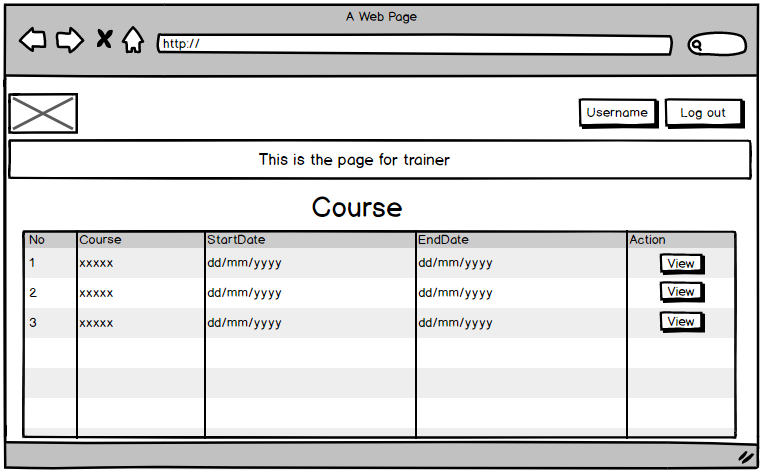 A Web Page
http://
Username Log out
This is the page for trainer
Course
No Course StartDate EndDate Action
1 xxxxx dd/mm/yyyy dd/mm/yyyy View
2 xxxxx dd/mm/yyyy dd/mm/yyyy View
3 xxxxx dd/mm/yyyy dd/mm/yyyy View